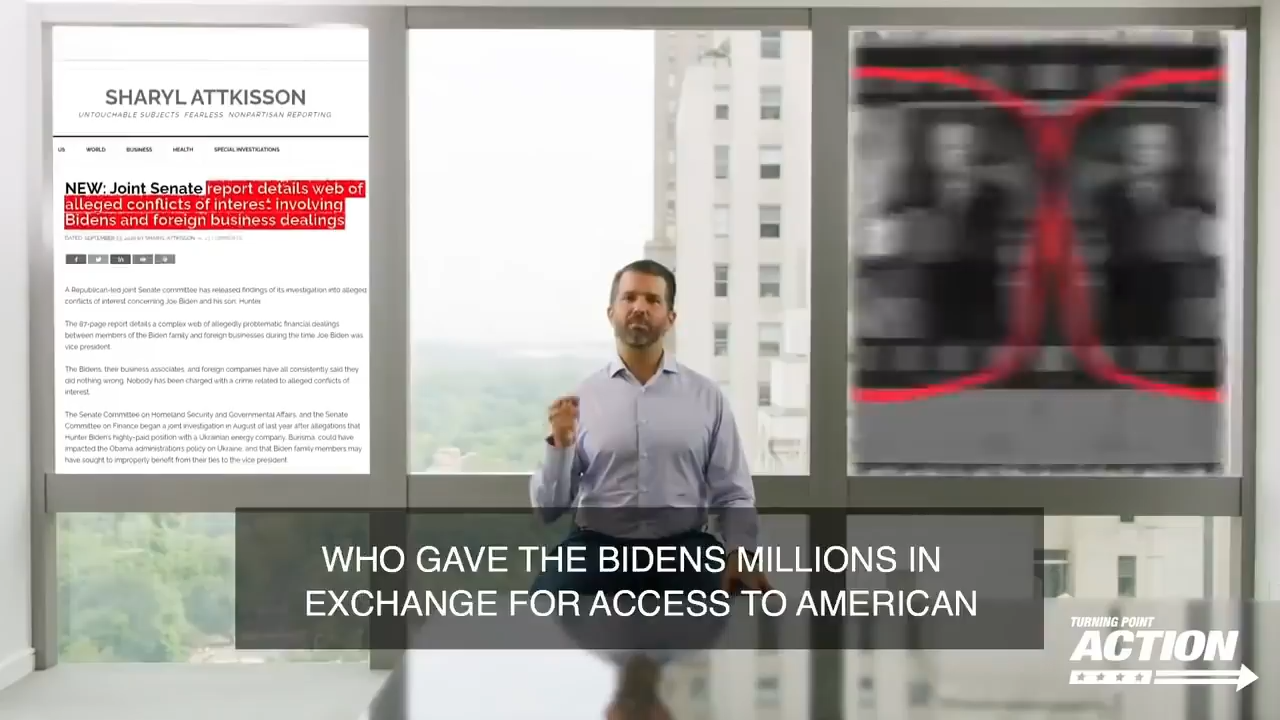 SHARYL ATTKISSON
UNTOUCHABLE SUBJECTS. FEARLESS. NONPARTISAN REPORTING.
US WORLD BUSINESS HEALTH SPECIAL INVESTIGATIONS
NEW: Joint Senate report details web of
alleged conflicts of interest involving
Bidens and foreign business dealings
A Republican-led joint Senate committee has released findings of its investigation into alleged
conflicts of interest concerning Joe Biden and his son, Hunter.
The 87-page report details a complex web of allegedly problematic financial dealings
between members of the Biden family and foreign businesses during the time Joe Biden was
vice president.
The Bidens, their business associates, and foreign companies have all consistently said they
did nothing wrong. Nobody has been charged with a crime related to alleged conflicts of
interest.
The Senate Committee on Homeland Security and Governmental Affairs, and the Senate
Committee on Finance began a joint investigation in August of last year after allegations that
Hunter Biden's highly-paid position with a Ukrainian energy company, Burisma, could have
impacted the Obama administration's policy on Ukraine, and that Biden family members may
have sought to improperly benefit from their ties to the vice president.
WHO GAVE THE BIDENS MILLIONS IN
EXCHANGE FOR ACCESS TO AMERICAN
TURNING POINT
ACTION